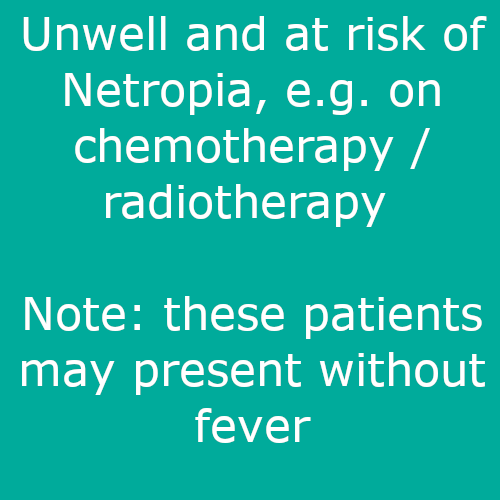 Unwell and at risk of
Netropia, e.g. on
chemotherapy /
radiotherapy
Note: these patients
may present without
fever